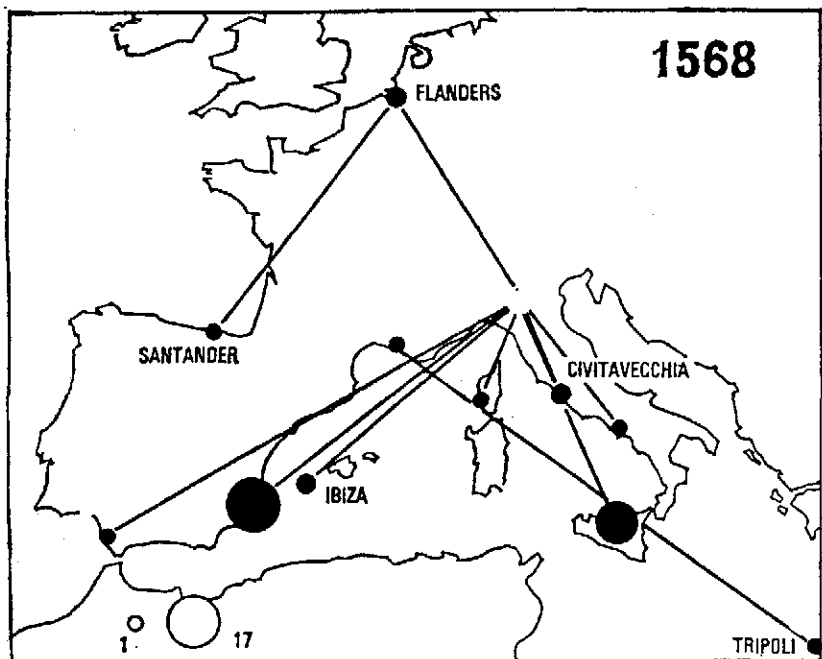 1568
FLANDERS
SANTANDER
CIVITAVECCHIA
IBIZA
1
17
TRIPOLI